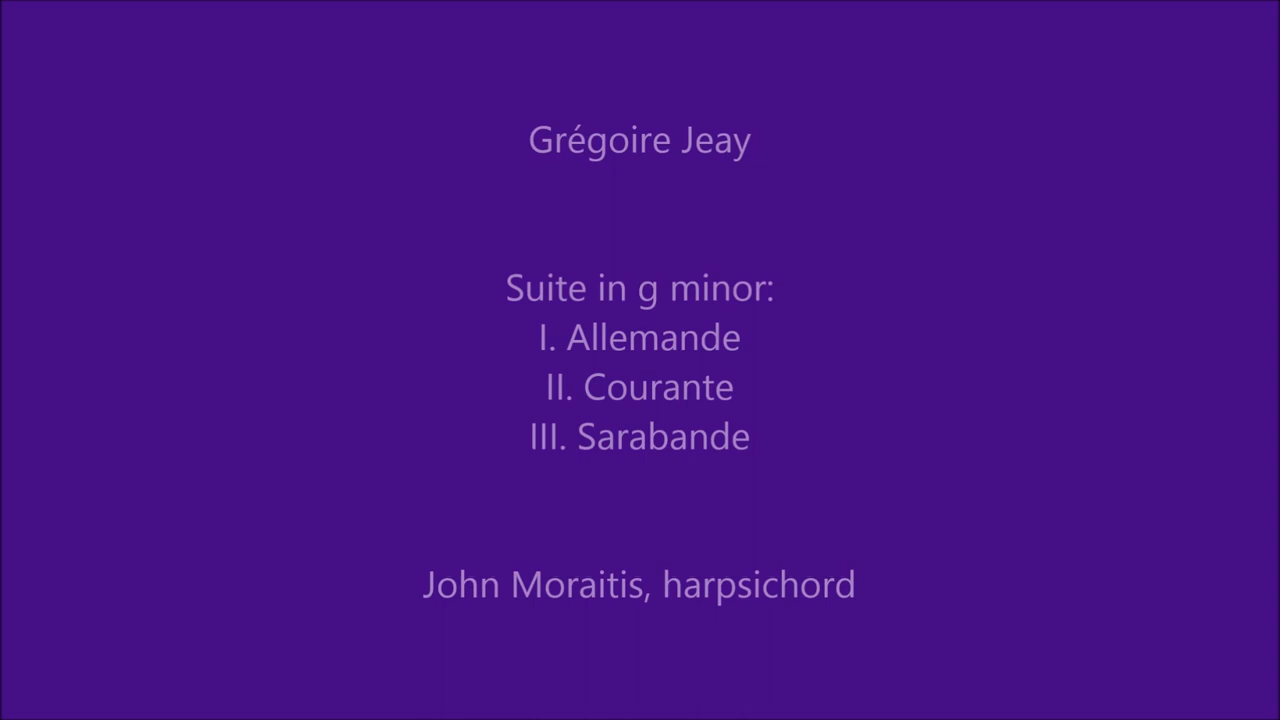 Grégoire Jeay
Suite in g minor:
I. Allemande
II. Courante
III. Sarabande
John Moraitis, harpsichord